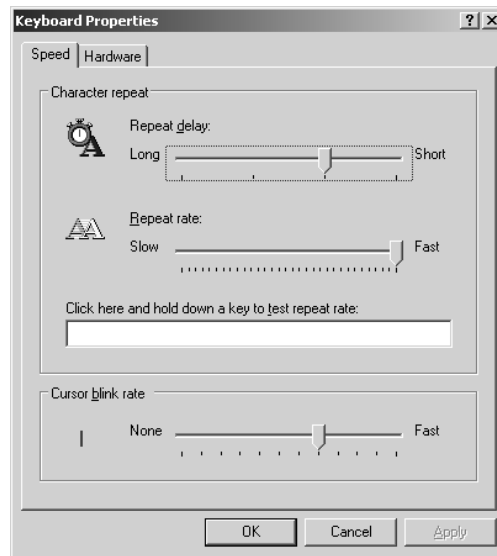 Keyboard Properties
Speed Hardware
Character repeat
Repeat delay:
Long Short
Repeat rate:
Slow Fast
Click here and hold down a key to test repeat rate:
Cursor blink rate
None Fast
OK Cancel Apply